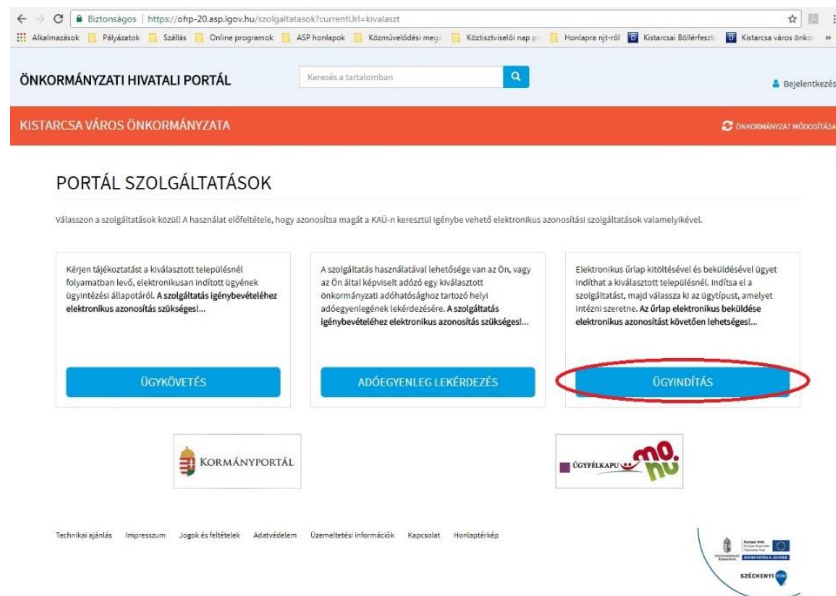 Biztonságos | https://ohp-20.asp.lgov.hu/szolgaltatasok?currentUrl=kivalaszt
Alkalmazások Pályázatok Szállás Online programok ASP honlapok Közművelődési megá Köztisztviselői nap p Honlapra njt-ről Kistarcsai Böllérfeszt Kistarcsa város önkor »
ÖNKORMÁNYZATI HIVATALI PORTÁL
Keresés a tartalomban
Bejelentkezés
KISTARCSA VÁROS ÖNKORMÁNYZATA
ÖNKORMÁNYZAT MÓDOSÍTÁSA
PORTÁL SZOLGÁLTATÁSOK
Válasszon a szolgáltatások közül! A használat előfeltétele, hogy azonosítsa magát a KAÜ-n keresztül igénybe vehető elektronikus azonosítási szolgáltatások valamelyikével.
Kérjen tájékoztatást a kiválasztott településnél
folyamatban levő, elektronikusan indított ügyének
ügyintézési állapotáról. A szolgáltatás igénybevételéhez
elektronikus azonosítás szükséges!...
ÜGYKÖVETÉS
A szolgáltatás használatával lehetősége van az Ön, vagy
az Ön által képviselt adózó egy kiválasztott
önkormányzati adóhatósághoz tartozó helyi
adóegyenlegének lekérdezésére. A szolgáltatás
igénybevételéhez elektronikus azonosítás szükséges!...
ADÓEGYENLEG LEKÉRDEZÉS
Elektronikus űrlap kitöltésével és beküldésével ügyet
indíthat a kiválasztott településnél. Indítsa el a
szolgáltatást, majd válassza ki az ügytípust, amelyet
intézni szeretne. Az űrlap elektronikus beküldése
elektronikus azonosítást követően lehetséges!...
ÜGYINDÍTÁS
KORMÁNYPORTÁL
ÜGYFÉLKAPU mo.hu
Technikai ajánlás Impresszum Jogok és feltételek Adatvédelem Üzemeltetési információk Kapcsolat Honlaptérkép
SZÉCHENYI